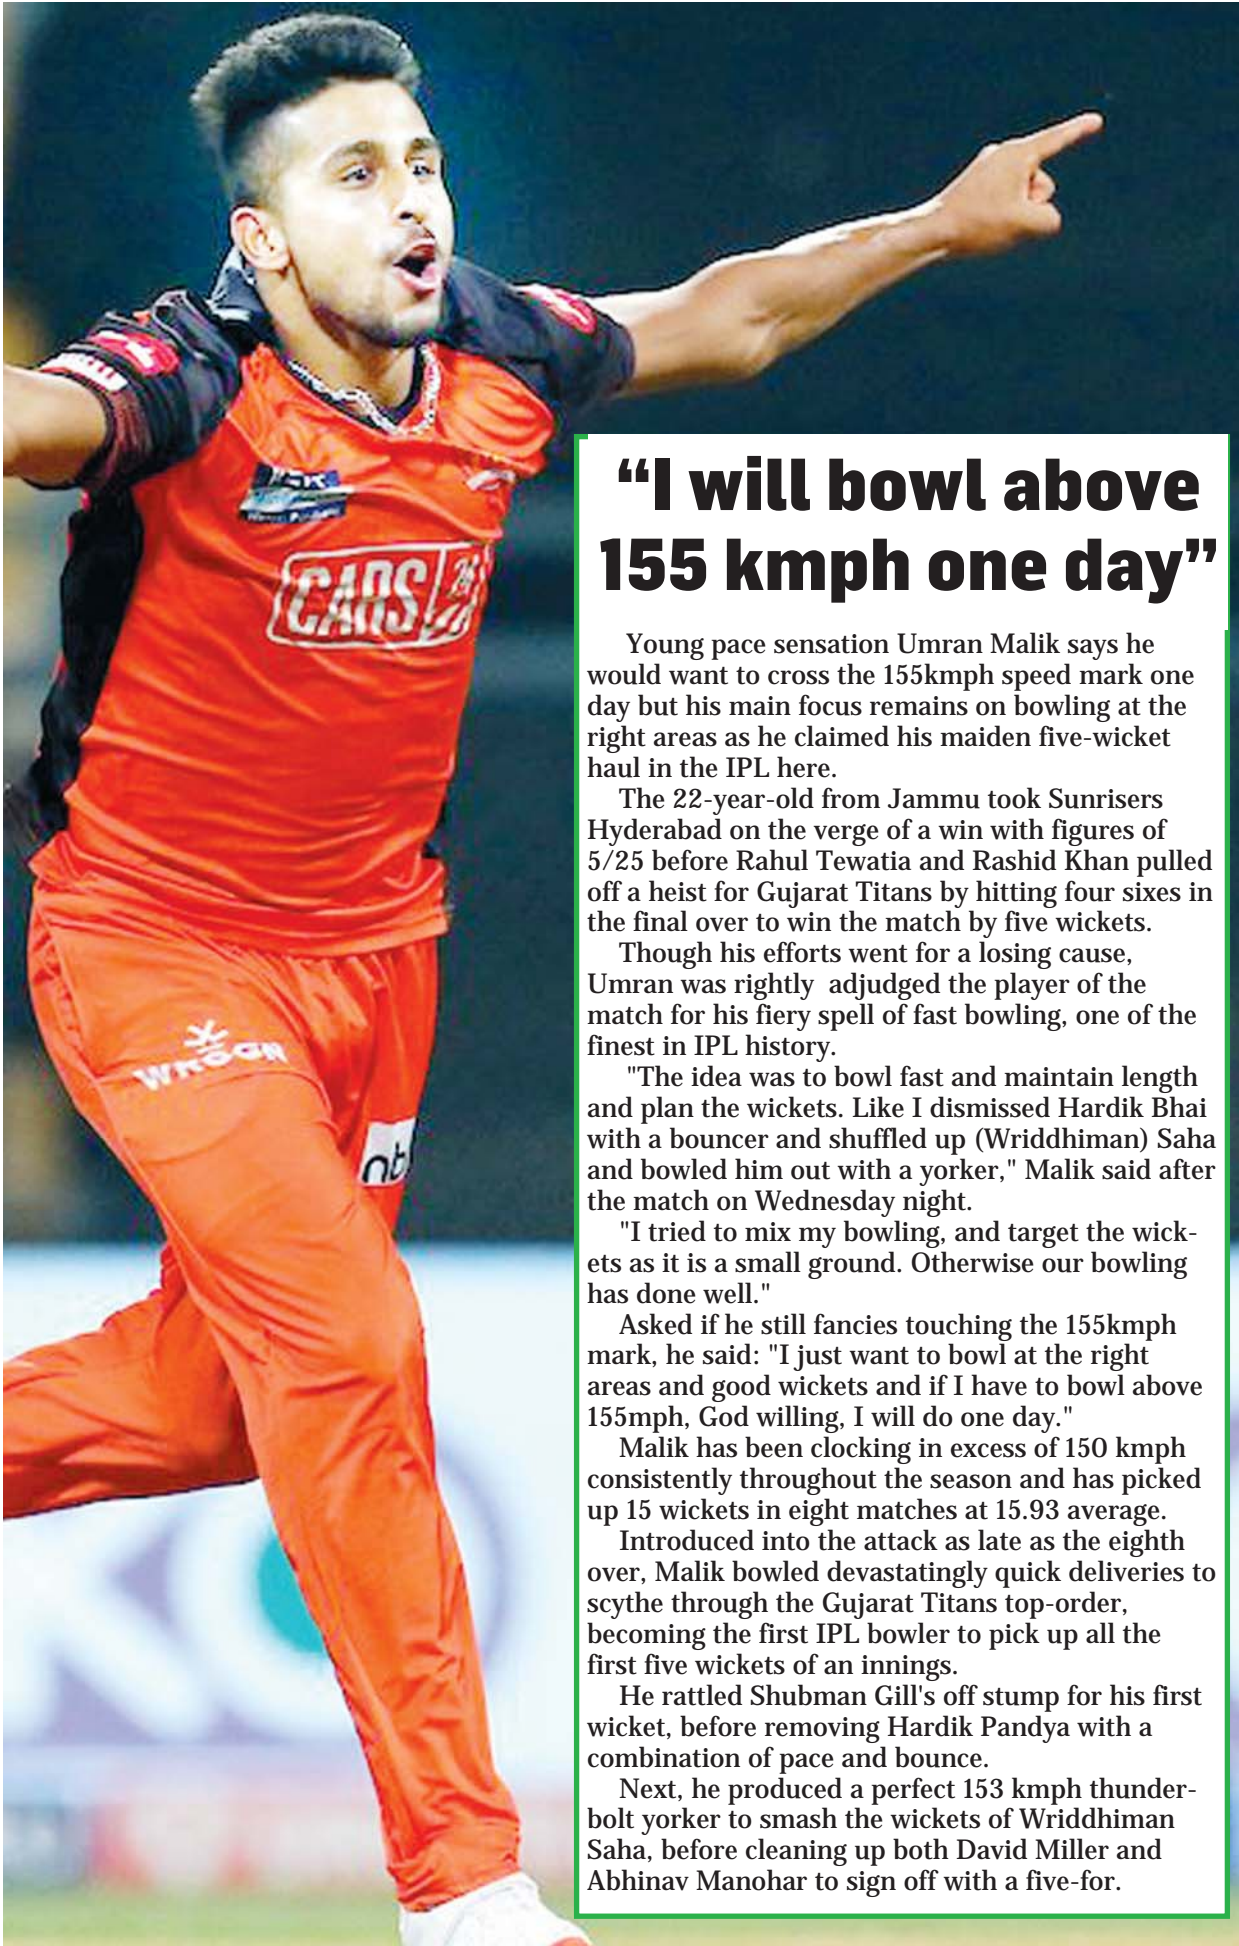 “I will bowl above
155 kmph one day”
Young pace sensation Umran Malik says he
would want to cross the 155kmph speed mark one
day but his main focus remains on bowling at the
right areas as he claimed his maiden five-wicket
haul in the IPL here.
The 22-year-old from Jammu took Sunrisers
Hyderabad on the verge of a win with figures of
5/25 before Rahul Tewatia and Rashid Khan pulled
off a heist for Gujarat Titans by hitting four sixes in
the final over to win the match by five wickets.
Though his efforts went for a losing cause,
Umran was rightly  adjudged the player of the
match for his fiery spell of fast bowling, one of the
finest in IPL history.
"The idea was to bowl fast and maintain length
and plan the wickets. Like I dismissed Hardik Bhai
with a bouncer and shuffled up (Wriddhiman) Saha
and bowled him out with a yorker," Malik said after
the match on Wednesday night.
"I tried to mix my bowling, and target the wick-
ets as it is a small ground. Otherwise our bowling
has done well."
Asked if he still fancies touching the 155kmph
mark, he said: "I just want to bowl at the right
areas and good wickets and if I have to bowl above
155mph, God willing, I will do one day."
Malik has been clocking in excess of 150 kmph
consistently throughout the season and has picked
up 15 wickets in eight matches at 15.93 average.
Introduced into the attack as late as the eighth
over, Malik bowled devastatingly quick deliveries to
scythe through the Gujarat Titans top-order,
becoming the first IPL bowler to pick up all the
first five wickets of an innings.
He rattled Shubman Gill's off stump for his first
wicket, before removing Hardik Pandya with a
combination of pace and bounce.
Next, he produced a perfect 153 kmph thunder-
bolt yorker to smash the wickets of Wriddhiman
Saha, before cleaning up both David Miller and
Abhinav Manohar to sign off with a five-for.
CARS
WROGN